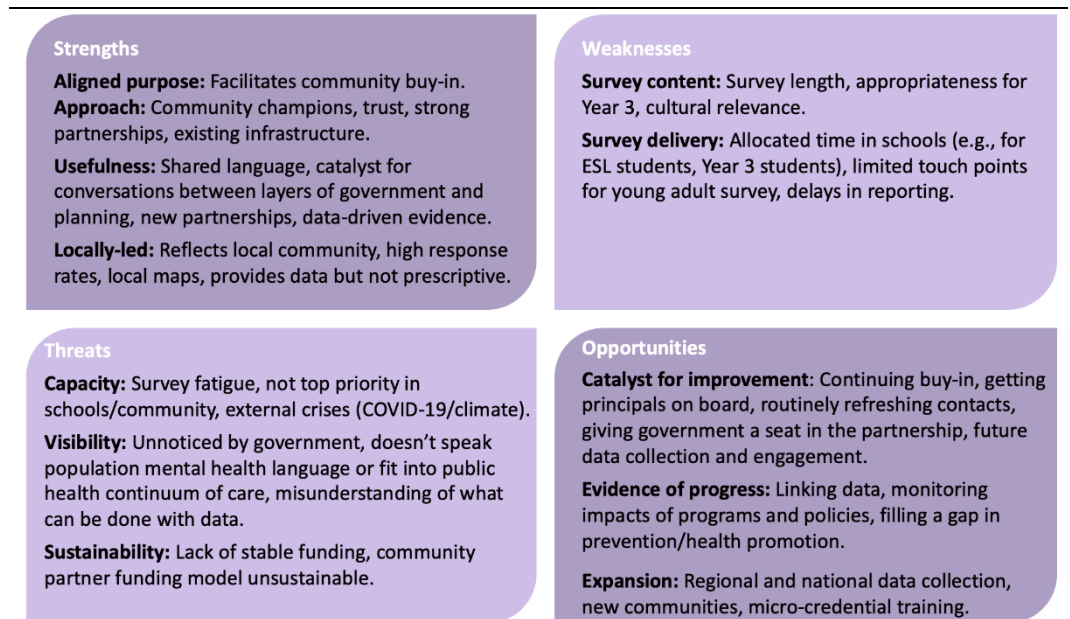 Strengths
Aligned purpose: Facilitates community buy-in.
Approach: Community champions, trust, strong
partnerships, existing infrastructure.
Usefulness: Shared language, catalyst for
conversations between layers of government and
planning, new partnerships, data-driven evidence.
Locally-led: Reflects local community, high response
rates, local maps, provides data but not prescriptive.
Weaknesses
Survey content: Survey length, appropriateness for
Year 3, cultural relevance.
Survey delivery: Allocated time in schools (e.g., for
ESL students, Year 3 students), limited touch points
for young adult survey, delays in reporting.
Threats
Capacity: Survey fatigue, not top priority in
schools/community, external crises (COVID-19/climate).
Visibility: Unnoticed by government, doesn’t speak
population mental health language or fit into public
health continuum of care, misunderstanding of what
can be done with data.
Sustainability: Lack of stable funding, community
partner funding model unsustainable.
Opportunities
Catalyst for improvement: Continuing buy-in, getting
principals on board, routinely refreshing contacts,
giving government a seat in the partnership, future
data collection and engagement.
Evidence of progress: Linking data, monitoring
impacts of programs and policies, filling a gap in
prevention/health promotion.
Expansion: Regional and national data collection,
new communities, micro-credential training.